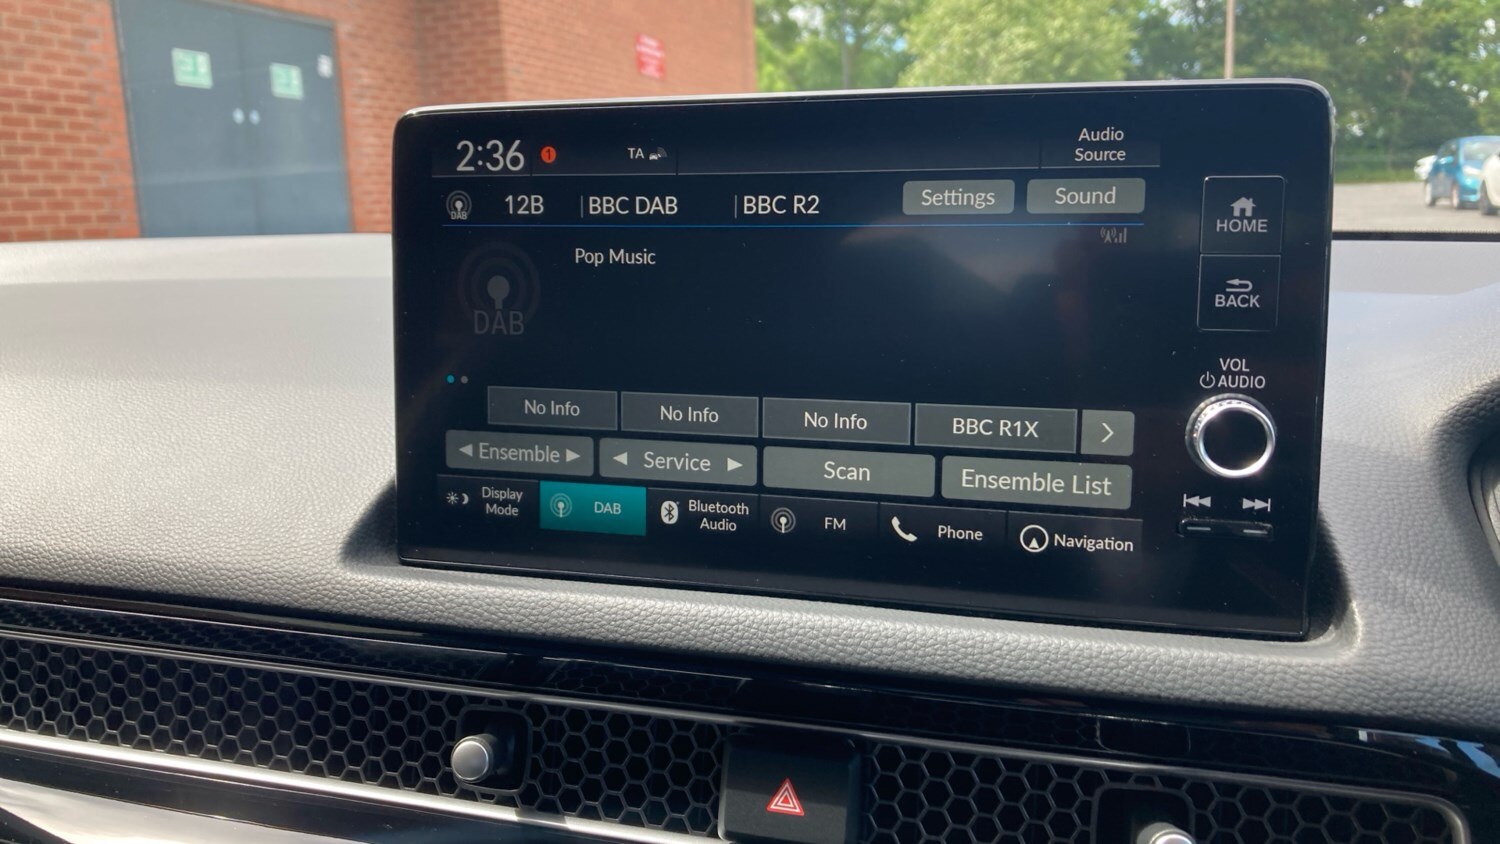 2:36 1 TA Audio
Source
DAB 12B BBC DAB BBC R2 Settings Sound
HOME
Pop Music
DAB
BACK
VOL
AUDIO
No Info No Info No Info BBC R1X
Ensemble Service Scan Ensemble List
Display
Mode
DAB
Bluetooth
Audio
FM
Phone
Navigation